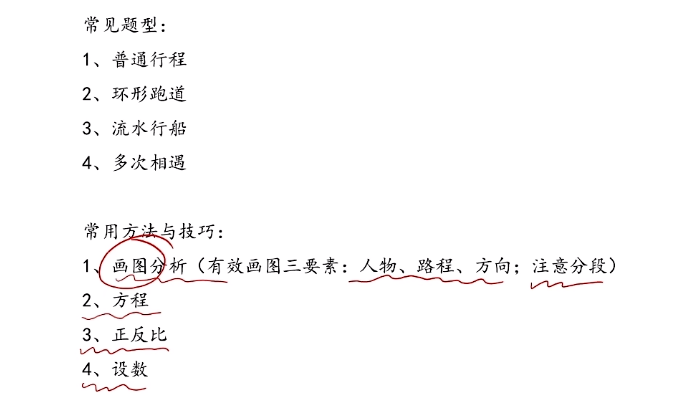 常见题型：
1、普通行程
2、环形跑道
3、流水行船
4、多次相遇
常用方法与技巧：
1、画图分析（有效画图三要素：人物、路程、方向；注意分段）
2、方程
3、正反比
4、设数